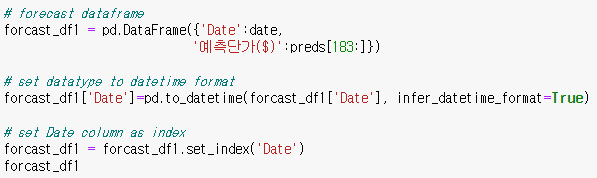 # forecast dataframe
forcast_df1 = pd.DataFrame({'Date':date,
'예측단가($)':preds[183:]})
# set datatype to datetime format
forcast_df1['Date']=pd.to_datetime(forcast_df1['Date'], infer_datetime_format=True)
# set Date column as index
forcast_df1 = forcast_df1.set_index('Date')
forcast_df1